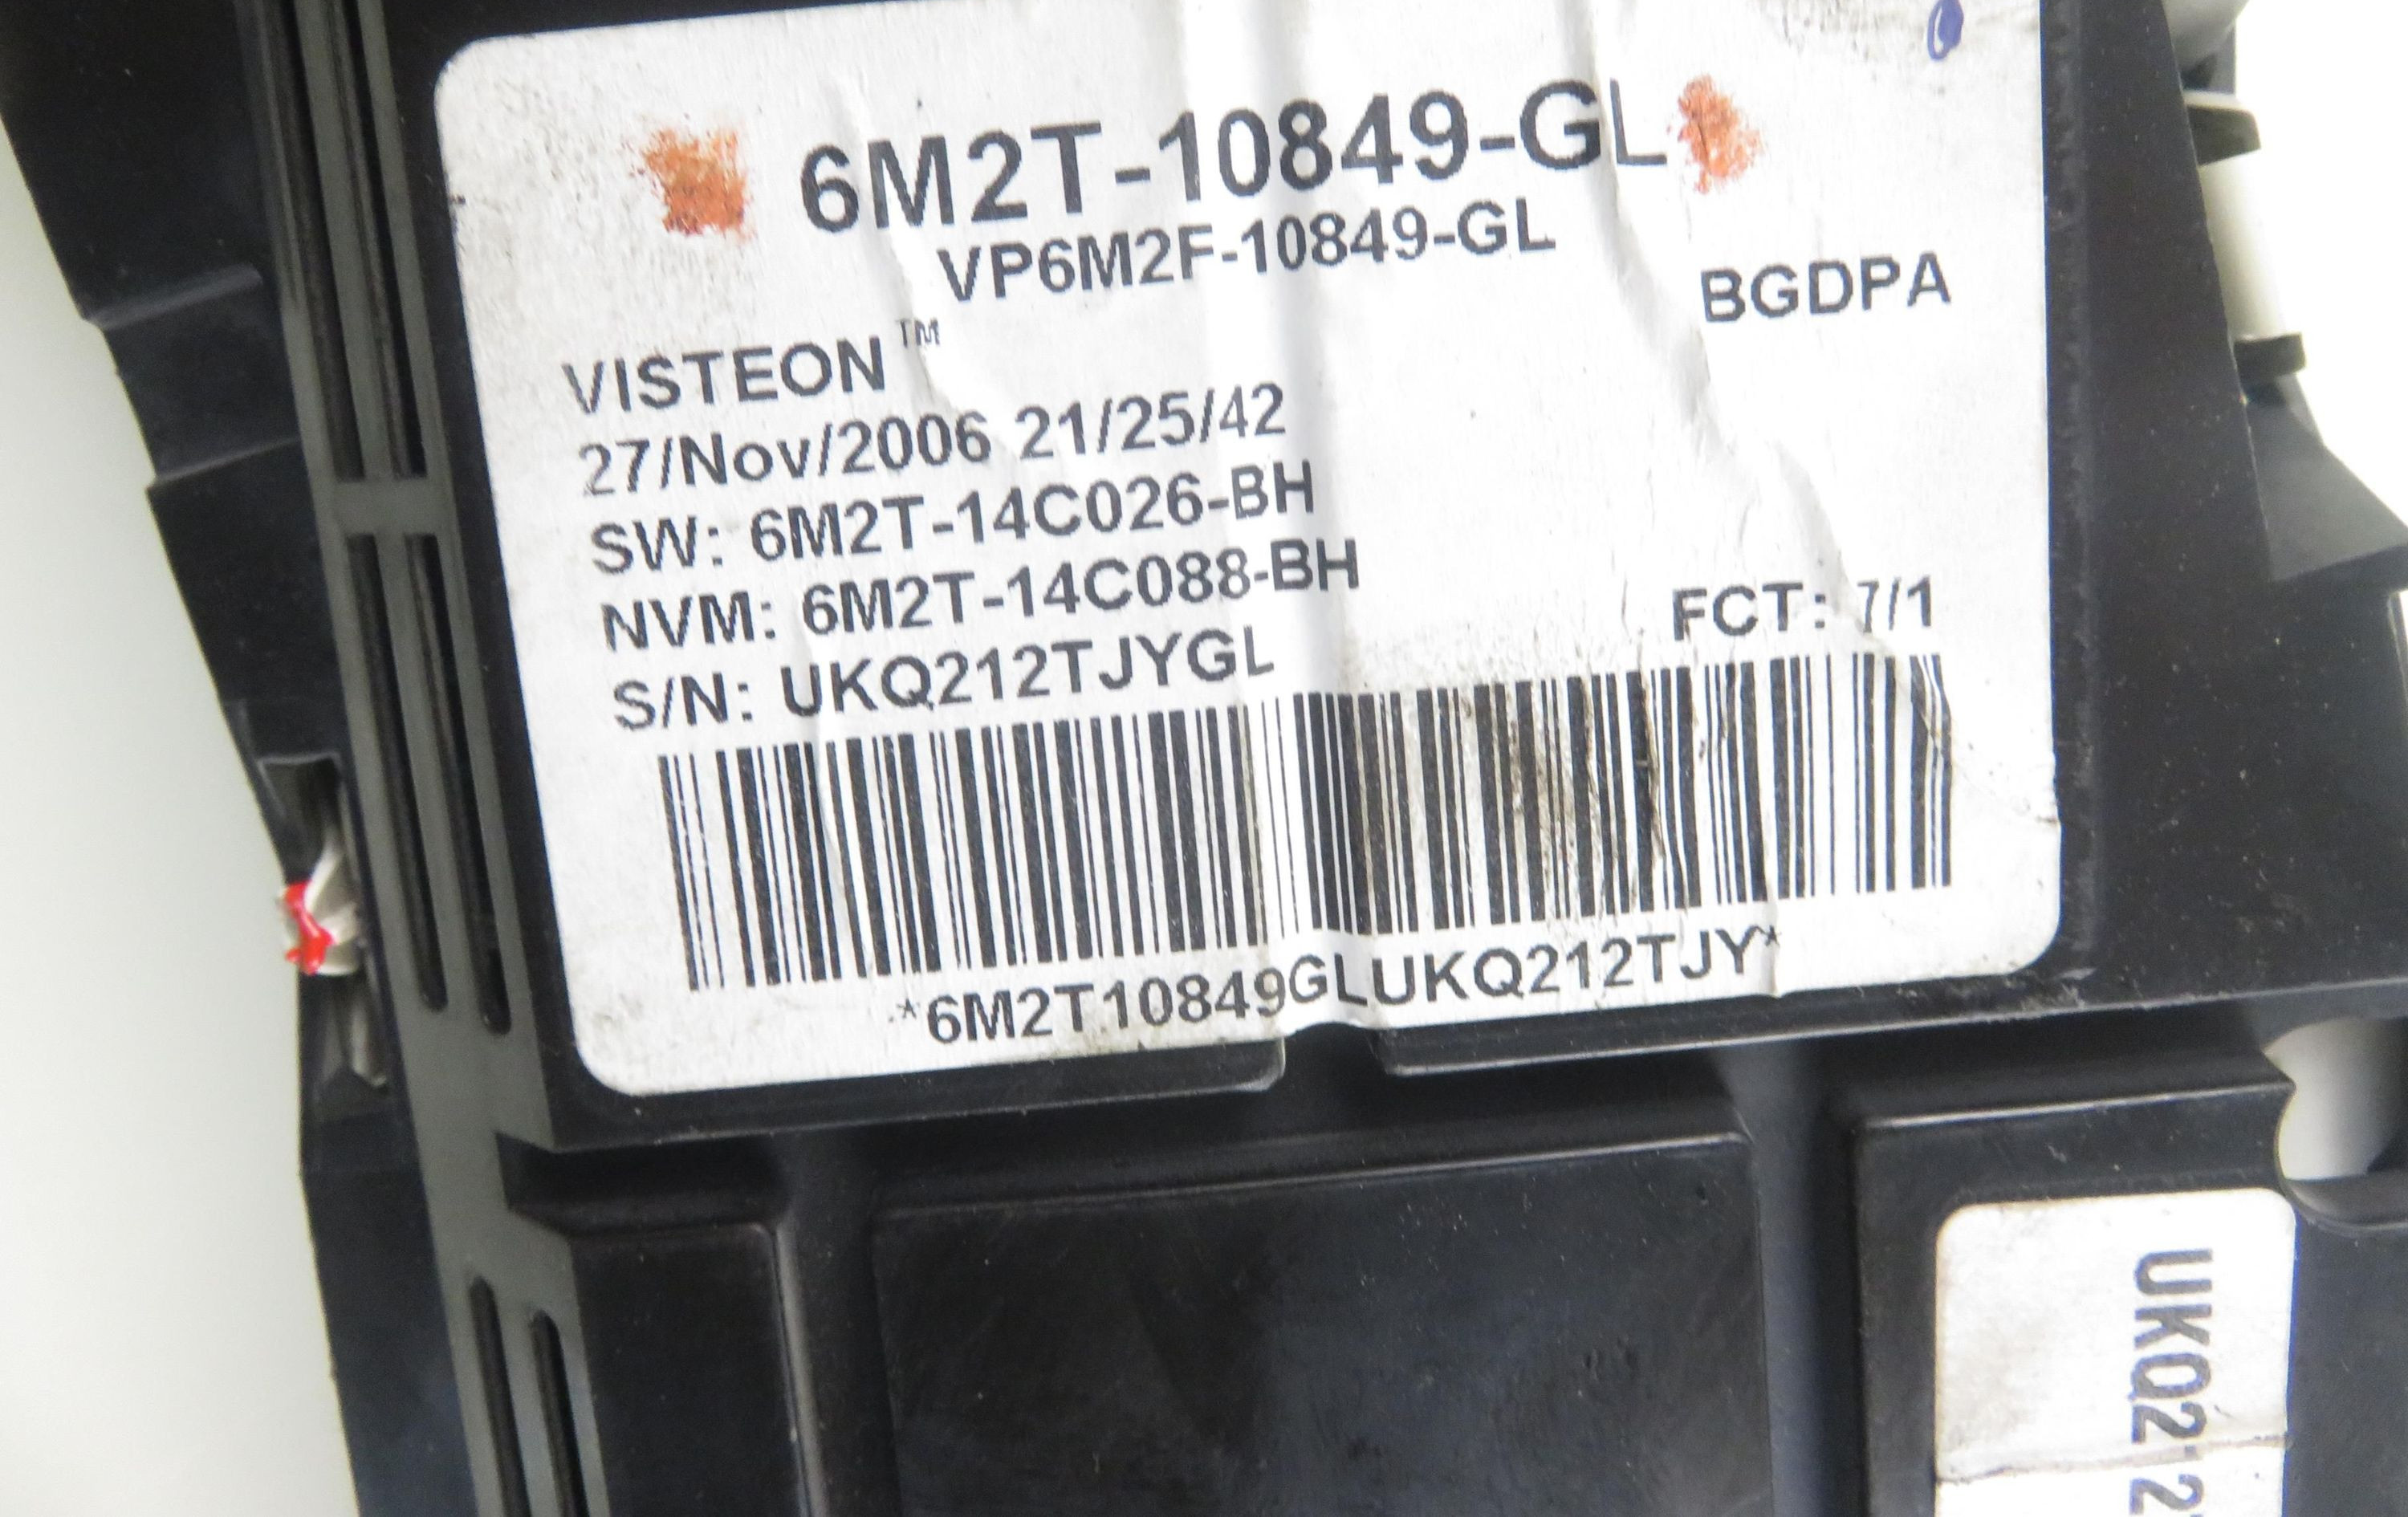 6M2T-10849-GL
VP6M2F-10849-GL
BGDPA
VISTEON™
27/Nov/2006 21/25/42
SW: 6M2T-14C026-BH
NVM: 6M2T-14C088-BH
FCT: 7/1
S/N: UKQ212TJYGL
*6M2T10849GLUKQ212TJY*